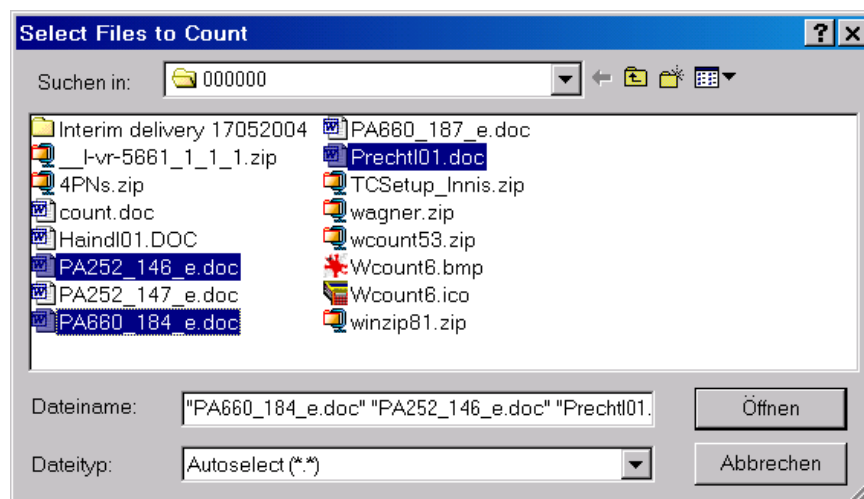 Select Files to Count
Suchen in:
000000
Interim delivery 17052004
__l-vr-5661_1_1_1.zip
4PNs.zip
count.doc
Haindl01.DOC
PA252_146_e.doc
PA252_147_e.doc
PA660_184_e.doc
PA660_187_e.doc
Prechtl01.doc
TCSetup_Innis.zip
wagner.zip
wcount53.zip
Wcount6.bmp
Wcount6.ico
winzip81.zip
Dateiname:
"PA660_184_e.doc" "PA252_146_e.doc" "Prechtl01.
Öffnen
Dateityp:
Autoselect (*.*)
Abbrechen